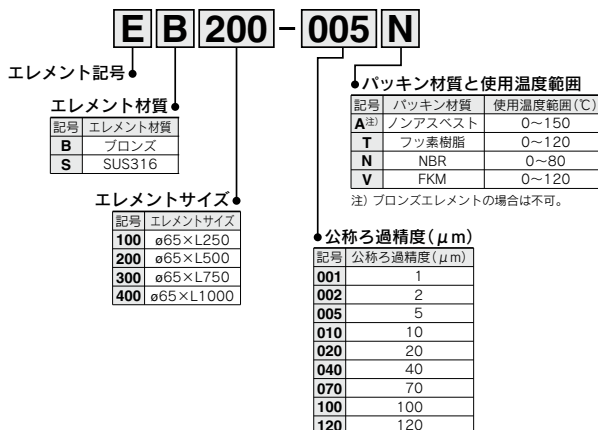 E B 200 - 005 N
エレメント記号
エレメント材質
記号 エレメント材質
B ブロンズ
S SUS316
エレメントサイズ
記号 エレメントサイズ
100 ø65×L250
200 ø65×L500
300 ø65×L750
400 ø65×L1000
パッキン材質と使用温度範囲
記号 パッキン材質 使用温度範囲(℃)
A注) ノンアスベスト 0〜150
T フッ素樹脂 0〜120
N NBR 0〜80
V FKM 0〜120
注) ブロンズエレメントの場合は不可。
公称ろ過精度(μm)
記号 公称ろ過精度(μm)
001 1
002 2
005 5
010 10
020 20
040 40
070 70
100 100
120 120